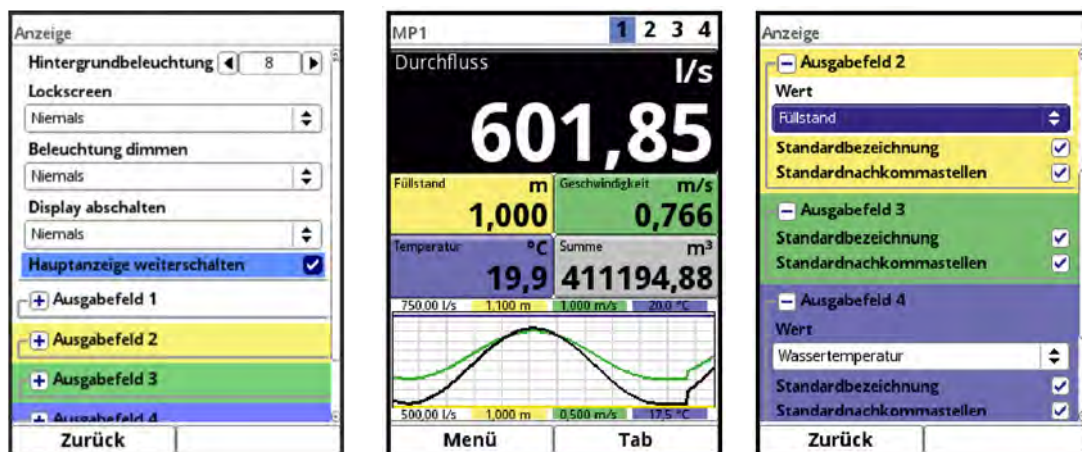 Anzeige
Hintergrundbeleuchtung 8
Lockscreen
Niemals
Beleuchtung dimmen
Niemals
Display abschalten
Niemals
Hauptanzeige weiterschalten
Ausgabefeld 1
Ausgabefeld 2
Ausgabefeld 3
Ausgabefeld 4
Zurück
MP1 1 2 3 4
Durchfluss l/s
601,85
Füllstand m
1,000
Geschwindigkeit m/s
0,766
Temperatur °C
19,9
Summe m³
411194,88
750,00 l/s 1,100 m 1,000 m/s 20,0 °C
500,00 l/s 1,000 m 0,500 m/s 17,5 °C
Menü Tab
Anzeige
Ausgabefeld 2
Wert
Füllstand
Standardbezeichnung
Standardnachkommastellen
Ausgabefeld 3
Standardbezeichnung
Standardnachkommastellen
Ausgabefeld 4
Wert
Wassertemperatur
Standardbezeichnung
Standardnachkommastellen
Zurück